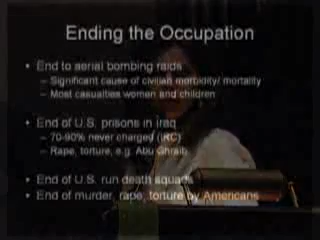 Ending the Occupation
• End to aerial bombing raids
– Significant cause of civilian morbidity/ mortality
– Most casualties women and children
• End of U.S. prisons in Iraq
– 70-90% never charged (IRC)
– Rape, torture, e.g. Abu Ghraib
• End of U.S. run death squads
• End of murder, rape, torture by Americans